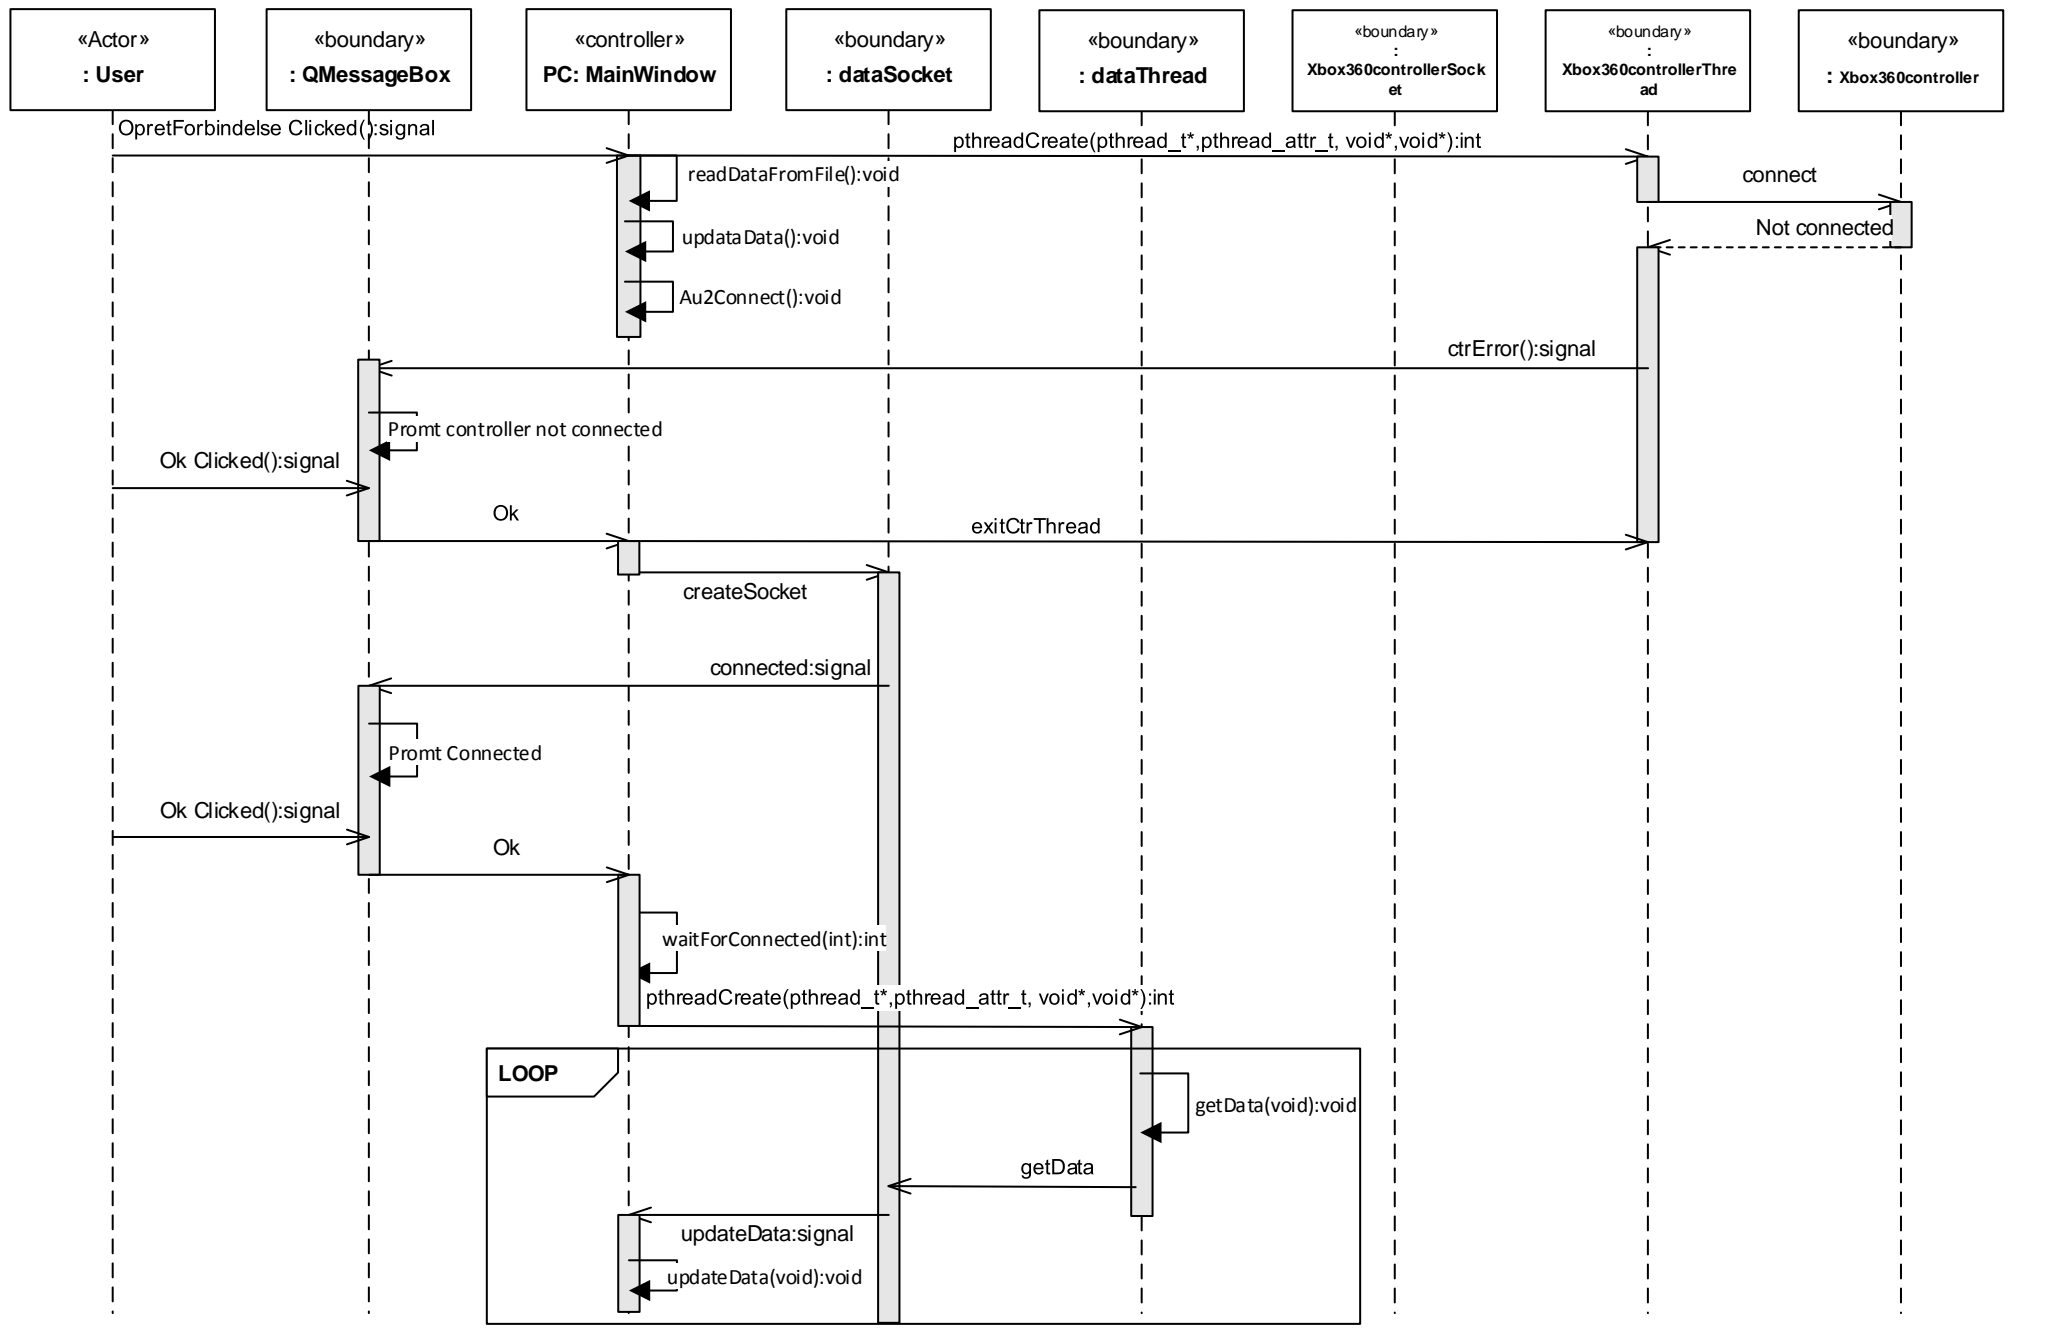 «Actor»
: User
«boundary»
: QMessageBox
«controller»
PC: MainWindow
«boundary»
: dataSocket
«boundary»
: dataThread
«boundary»
:
Xbox360controllerSock
et
«boundary»
:
Xbox360controllerThre
ad
«boundary»
: Xbox360controller
OpretForbindelse Clicked():signal
pthreadCreate(pthread_t*,pthread_attr_t, void*,void*):int
readDataFromFile():void
connect
Not connected
updataData():void
Au2Connect():void
ctrError():signal
Promt controller not connected
Ok Clicked():signal
Ok
exitCtrThread
createSocket
connected:signal
Promt Connected
Ok Clicked():signal
Ok
waitForConnected(int):int
pthreadCreate(pthread_t*,pthread_attr_t, void*,void*):int
LOOP
getData(void):void
getData
updateData:signal
updateData(void):void